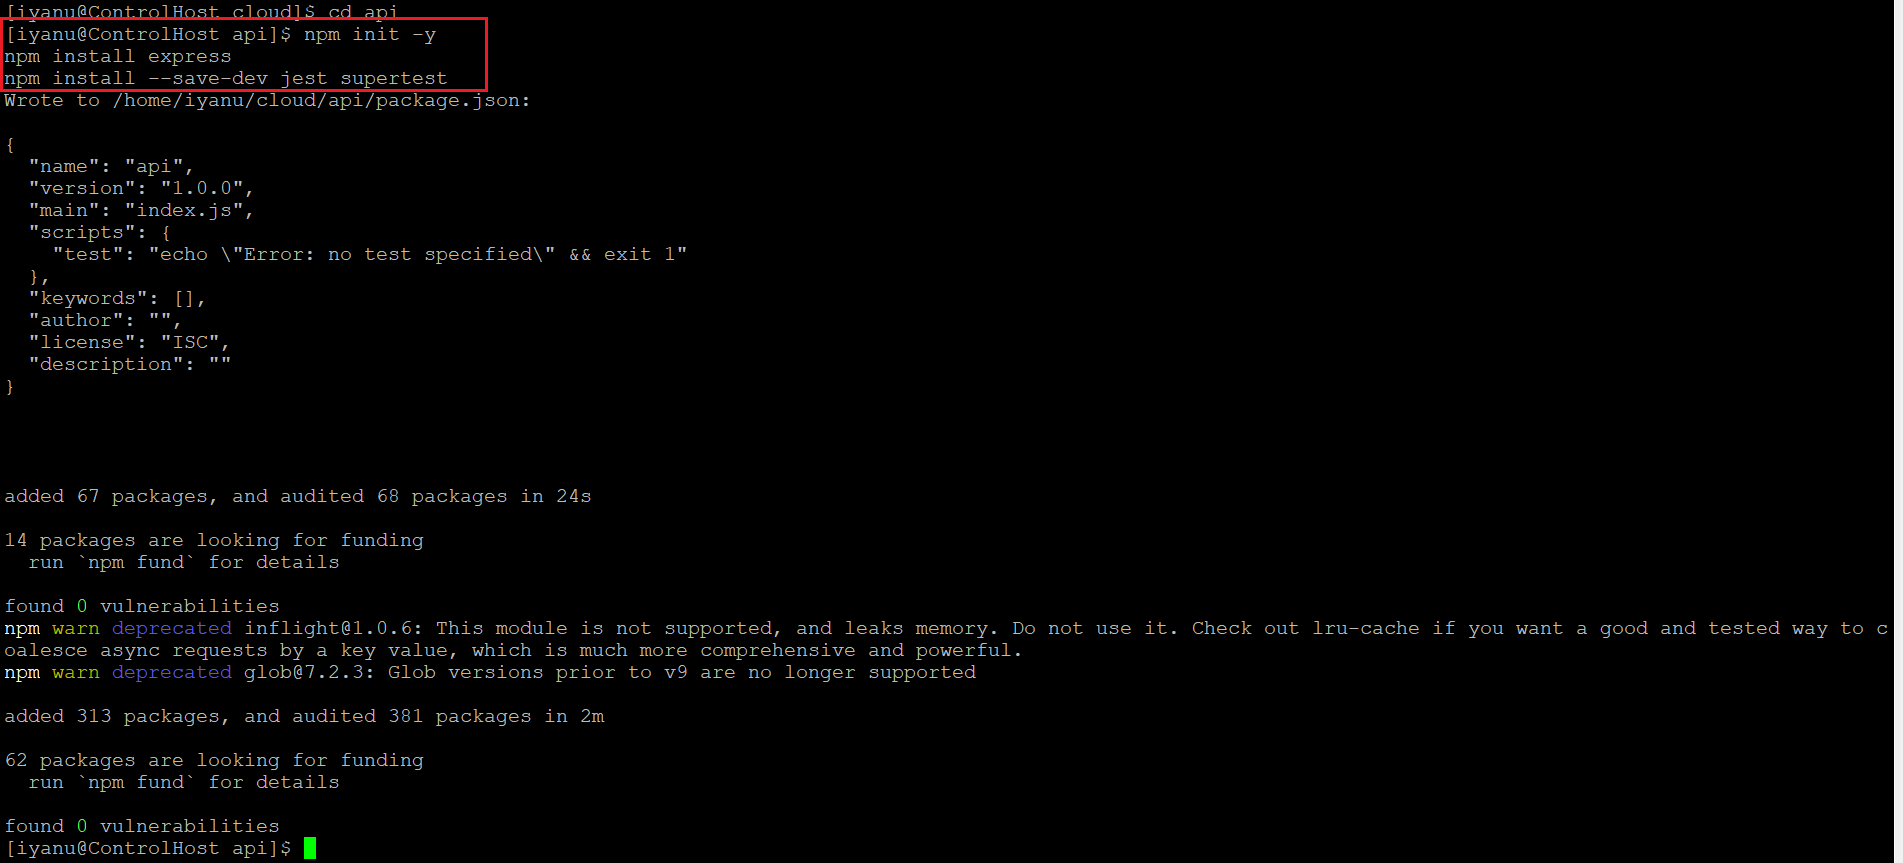 [iyanu@ControlHost cloud]$ cd api
[iyanu@ControlHost api]$ npm init -y
npm install express
npm install --save-dev jest supertest
Wrote to /home/iyanu/cloud/api/package.json:
{
  "name": "api",
  "version": "1.0.0",
  "main": "index.js",
  "scripts": {
    "test": "echo \"Error: no test specified\" && exit 1"
  },
  "keywords": [],
  "author": "",
  "license": "ISC",
  "description": ""
}
added 67 packages, and audited 68 packages in 24s
14 packages are looking for funding
  run `npm fund` for details
found 0 vulnerabilities
npm warn deprecated inflight@1.0.6: This module is not supported, and leaks memory. Do not use it. Check out lru-cache if you want a good and tested way to c
oalesce async requests by a key value, which is much more comprehensive and powerful.
npm warn deprecated glob@7.2.3: Glob versions prior to v9 are no longer supported
added 313 packages, and audited 381 packages in 2m
62 packages are looking for funding
  run `npm fund` for details
found 0 vulnerabilities
[iyanu@ControlHost api]$